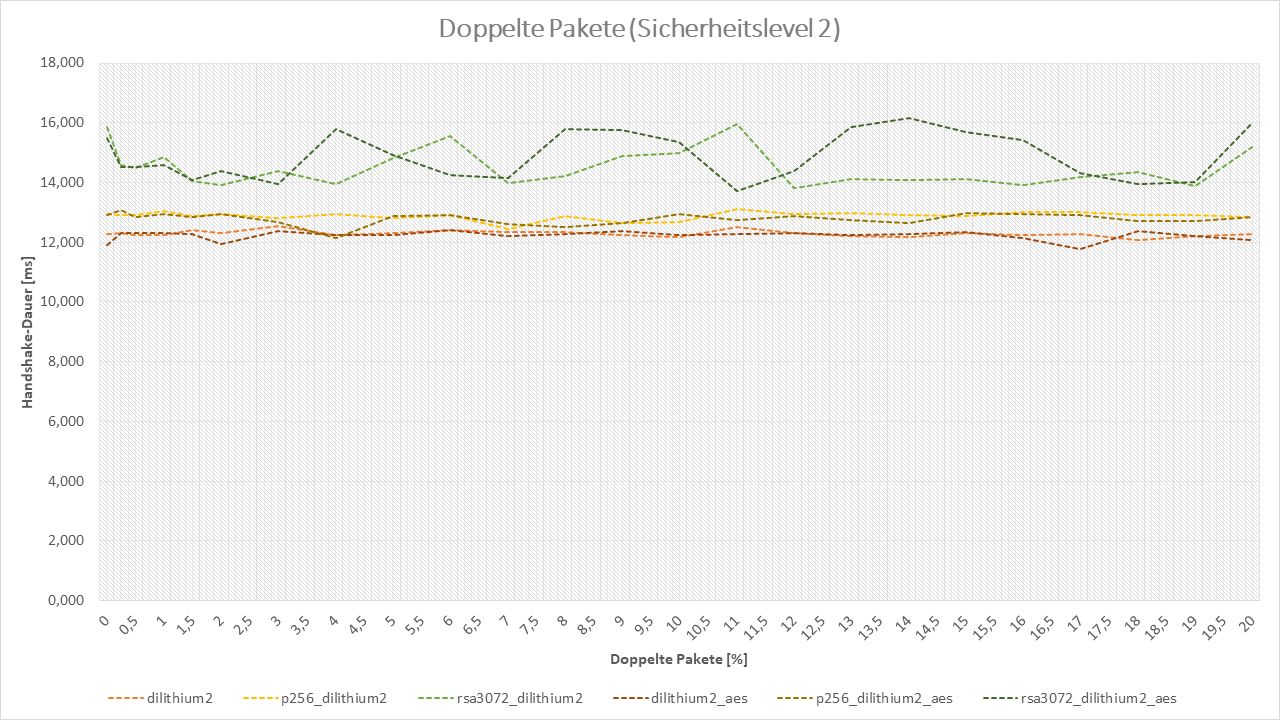 Doppelte Pakete (Sicherheitslevel 2)
18,000
16,000
14,000
12,000
10,000
8,000
6,000
4,000
2,000
0,000
Handshake-Dauer [ms]
0 0,5 1 1,5 2 2,5 3 3,5 4 4,5 5 5,5 6 6,5 7 7,5 8 8,5 9 9,5 10 10,5 11 11,5 12 12,5 13 13,5 14 14,5 15 15,5 16 16,5 17 17,5 18 18,5 19 19,5 20
Doppelte Pakete [%]
dilithium2 p256_dilithium2 rsa3072_dilithium2 dilithium2_aes p256_dilithium2_aes rsa3072_dilithium2_aes